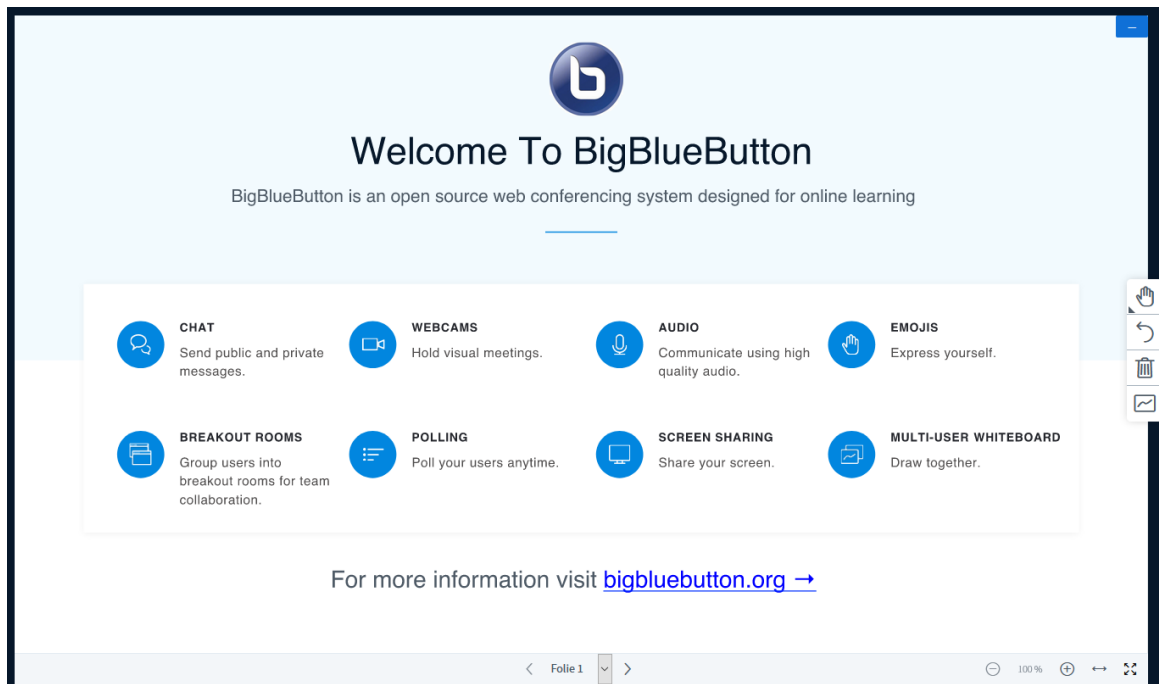 Welcome To BigBlueButton
BigBlueButton is an open source web conferencing system designed for online learning
CHAT
Send public and private
messages.
WEBCAMS
Hold visual meetings.
AUDIO
Communicate using high
quality audio.
EMOJIS
Express yourself.
BREAKOUT ROOMS
Group users into
breakout rooms for team
collaboration.
POLLING
Poll your users anytime.
SCREEN SHARING
Share your screen.
MULTI-USER WHITEBOARD
Draw together.
For more information visit bigbluebutton.org →
Folie 1
100 %